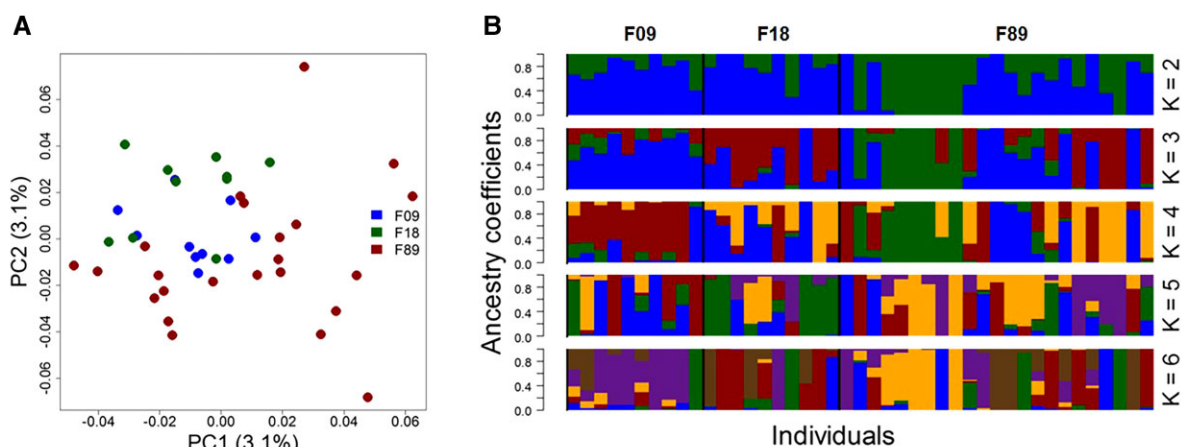 A
0.06
0.04
0.02
0.00
-0.02
-0.04
-0.06
PC2 (3.1%)
-0.04
-0.02
0.00
0.02
0.04
0.06
PC1 (3.1%)
F09
F18
F89
B
F09
F18
F89
Ancestry coefficients
0.8
0.4
0.0
K = 2
0.8
0.4
0.0
K = 3
0.8
0.4
0.0
K = 4
0.8
0.4
0.0
K = 5
0.8
0.4
0.0
K = 6
Individuals